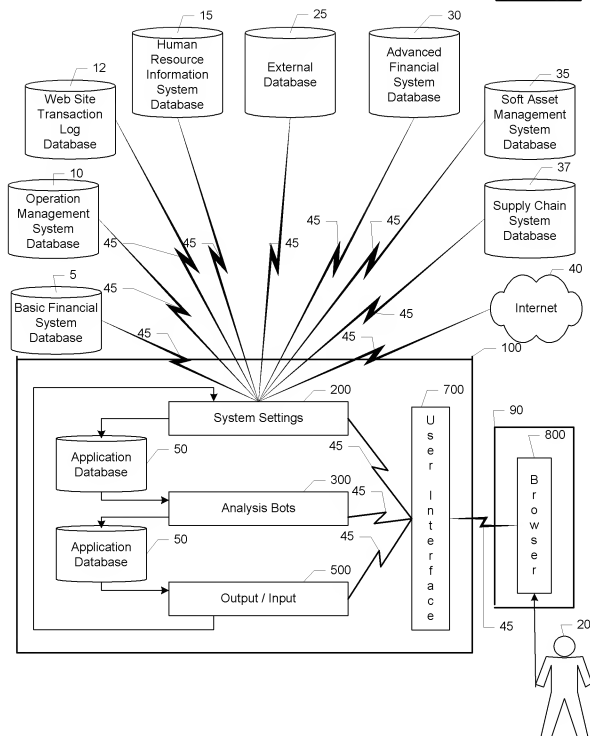 15
Human
Resource
Information
System
Database
25
External
Database
30
Advanced
Financial
System
Database
12
Web Site
Transaction
Log
Database
35
Soft Asset
Management
System
Database
10
Operation
Management
System
Database
37
Supply Chain
System
Database
5
Basic Financial
System
Database
40
Internet
45
45
45
45
45
45
45
45
45
100
200
System Settings
700
User Interface
90
800
Browser
50
Application
Database
45
300
Analysis Bots
45
50
Application
Database
45
500
Output / Input
45
20